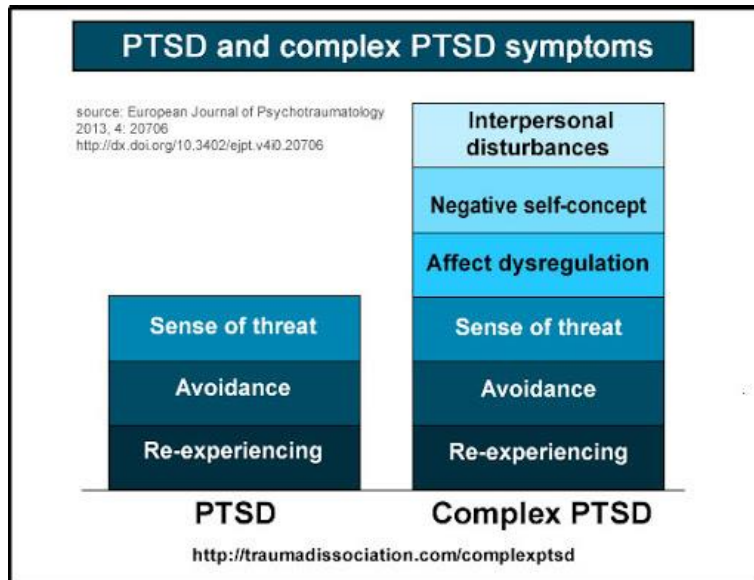 PTSD and complex PTSD symptoms
source: European Journal of Psychotraumatology
2013, 4: 20706
http://dx.doi.org/10.3402/ejpt.v4i0.20706
Sense of threat
Avoidance
Re-experiencing
PTSD
Interpersonal
disturbances
Negative self-concept
Affect dysregulation
Sense of threat
Avoidance
Re-experiencing
Complex PTSD
http://traumadissociation.com/complexptsd